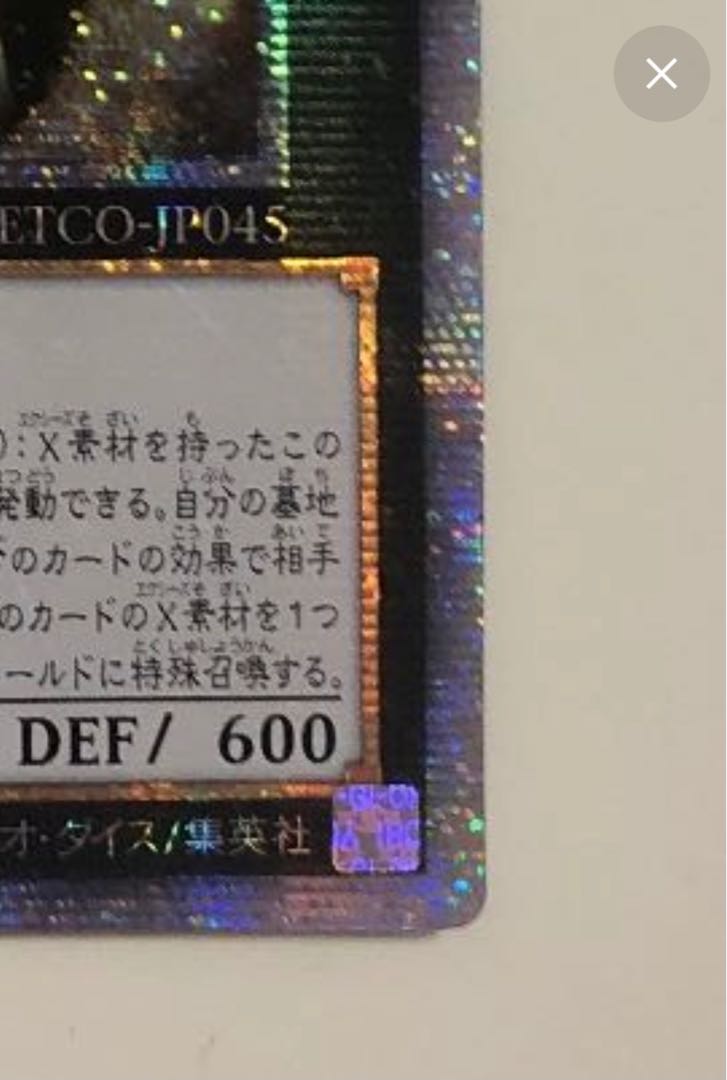 ETCO-JP045
):X素材を持ったこの
発動できる。自分の墓地
のカードの効果で相手
のカードのX素材を1つ
ールドに特殊召喚する。
DEF/ 600
オ・ダイス/集英社